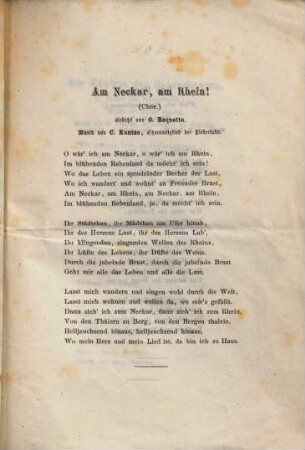 Am Neckar, am Rhein!
(Chor.)
Gedicht von O. Roquette.
Musik von C. Kuntze, Ehrenmitglied der Liedertafel.
O wär' ich am Neckar, o wär' ich am Rhein,
Im blühenden Rebenland da möcht' ich sein!
Wo das Leben ein sprudelnder Becher der Lust,
Wo ich wandert' und wohnt' an Freundes Brust,
Am Neckar, am Rhein, am Neckar, am Rhein,
Im blühenden Rebenland, ja, da möcht' ich sein.
Ihr Städtchen, ihr Mädchen am Ufer hinab,
Ihr des Herzens Lust, ihr des Herzens Lab',
Ihr klingenden, singenden Wellen des Rheins,
Ihr Lüfte des Lebens, ihr Düfte des Weins,
Durch die jubelnde Brust, durch die jubelnde Brust
Geht mir alle das Leben und alle die Lust.
Lasst mich wandern und singen wohl durch die Welt,
Lasst mich wohnen und weilen da, wo mir's gefällt.
Dann zieh' ich zum Neckar, dann zieh' ich zum Rhein,
Von den Thälern zu Berg, von den Bergen thalein,
Helljauchzend hinaus, helljauchzend hinaus,
Wo mein Herz und mein Lied ist, da bin ich zu Haus.